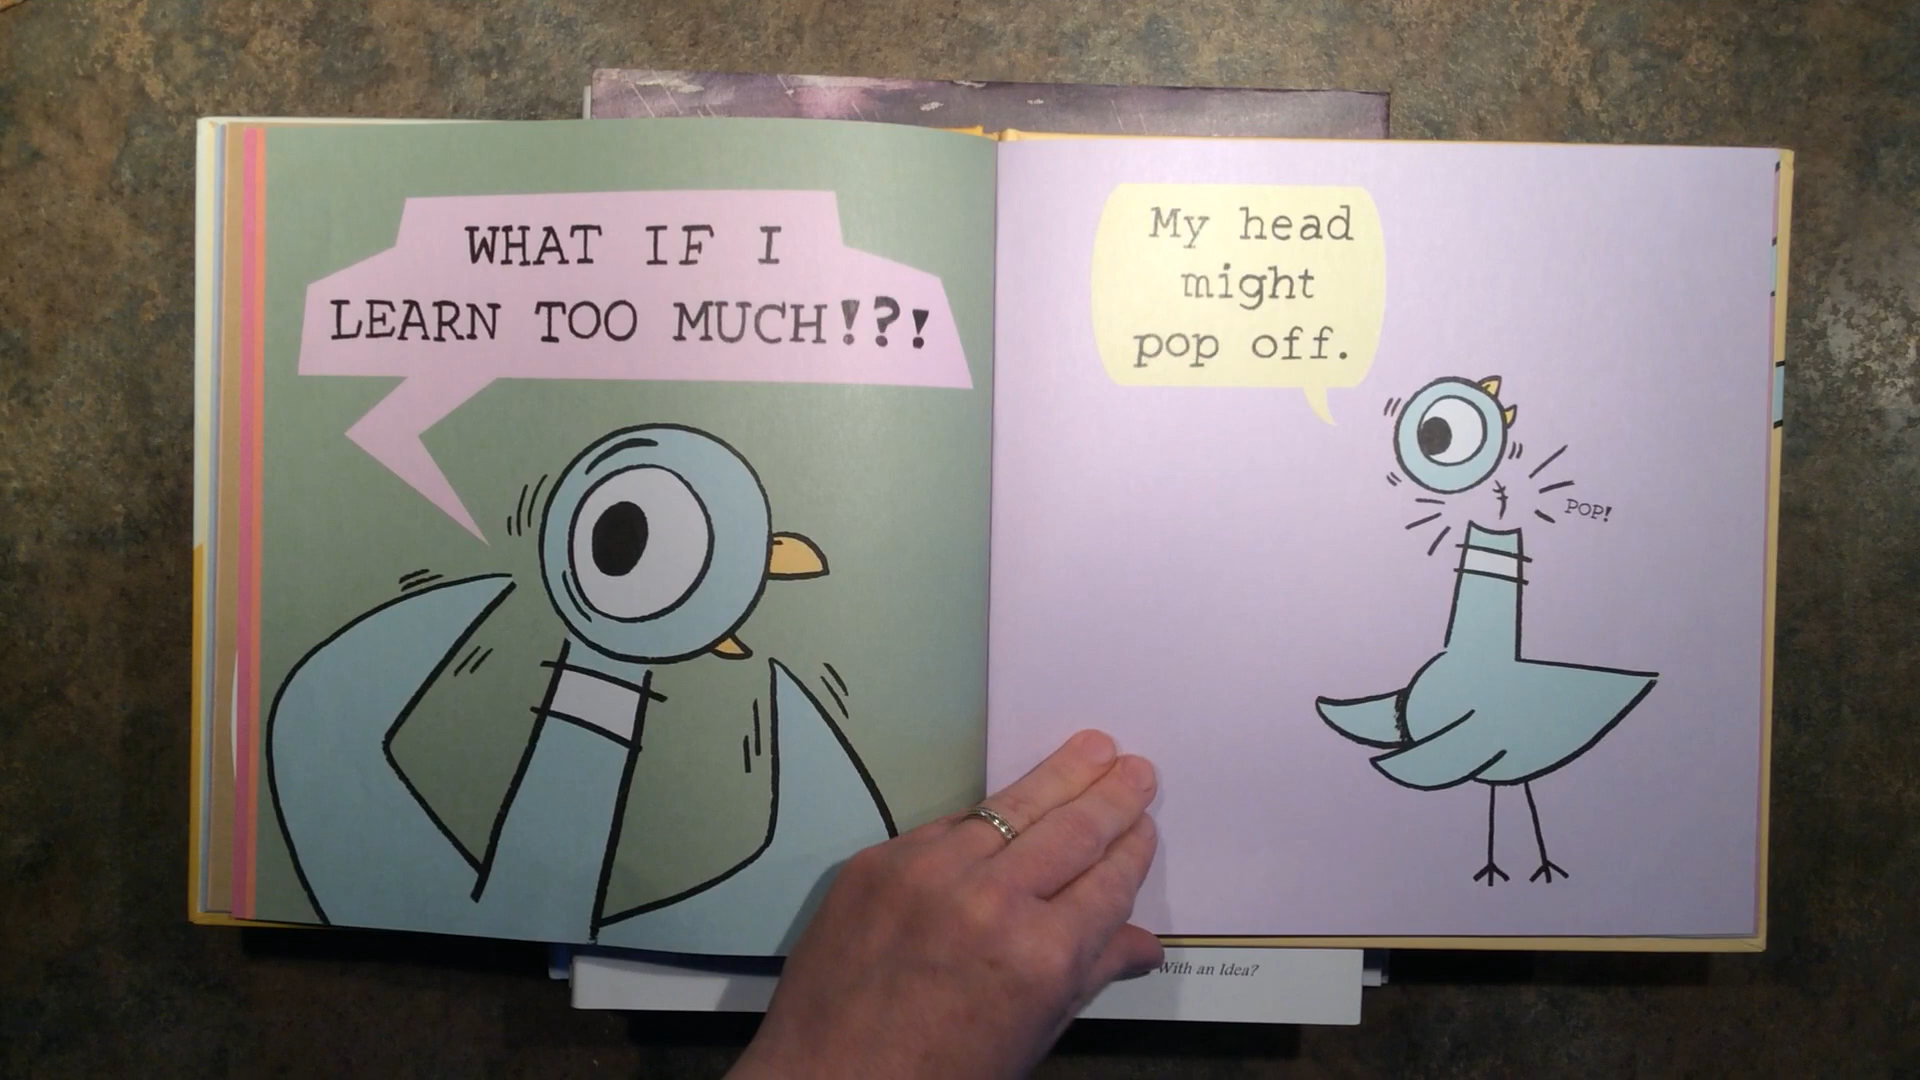 WHAT IF I
LEARN TOO MUCH!?!
My head
might
pop off.
POP!
With an Idea?